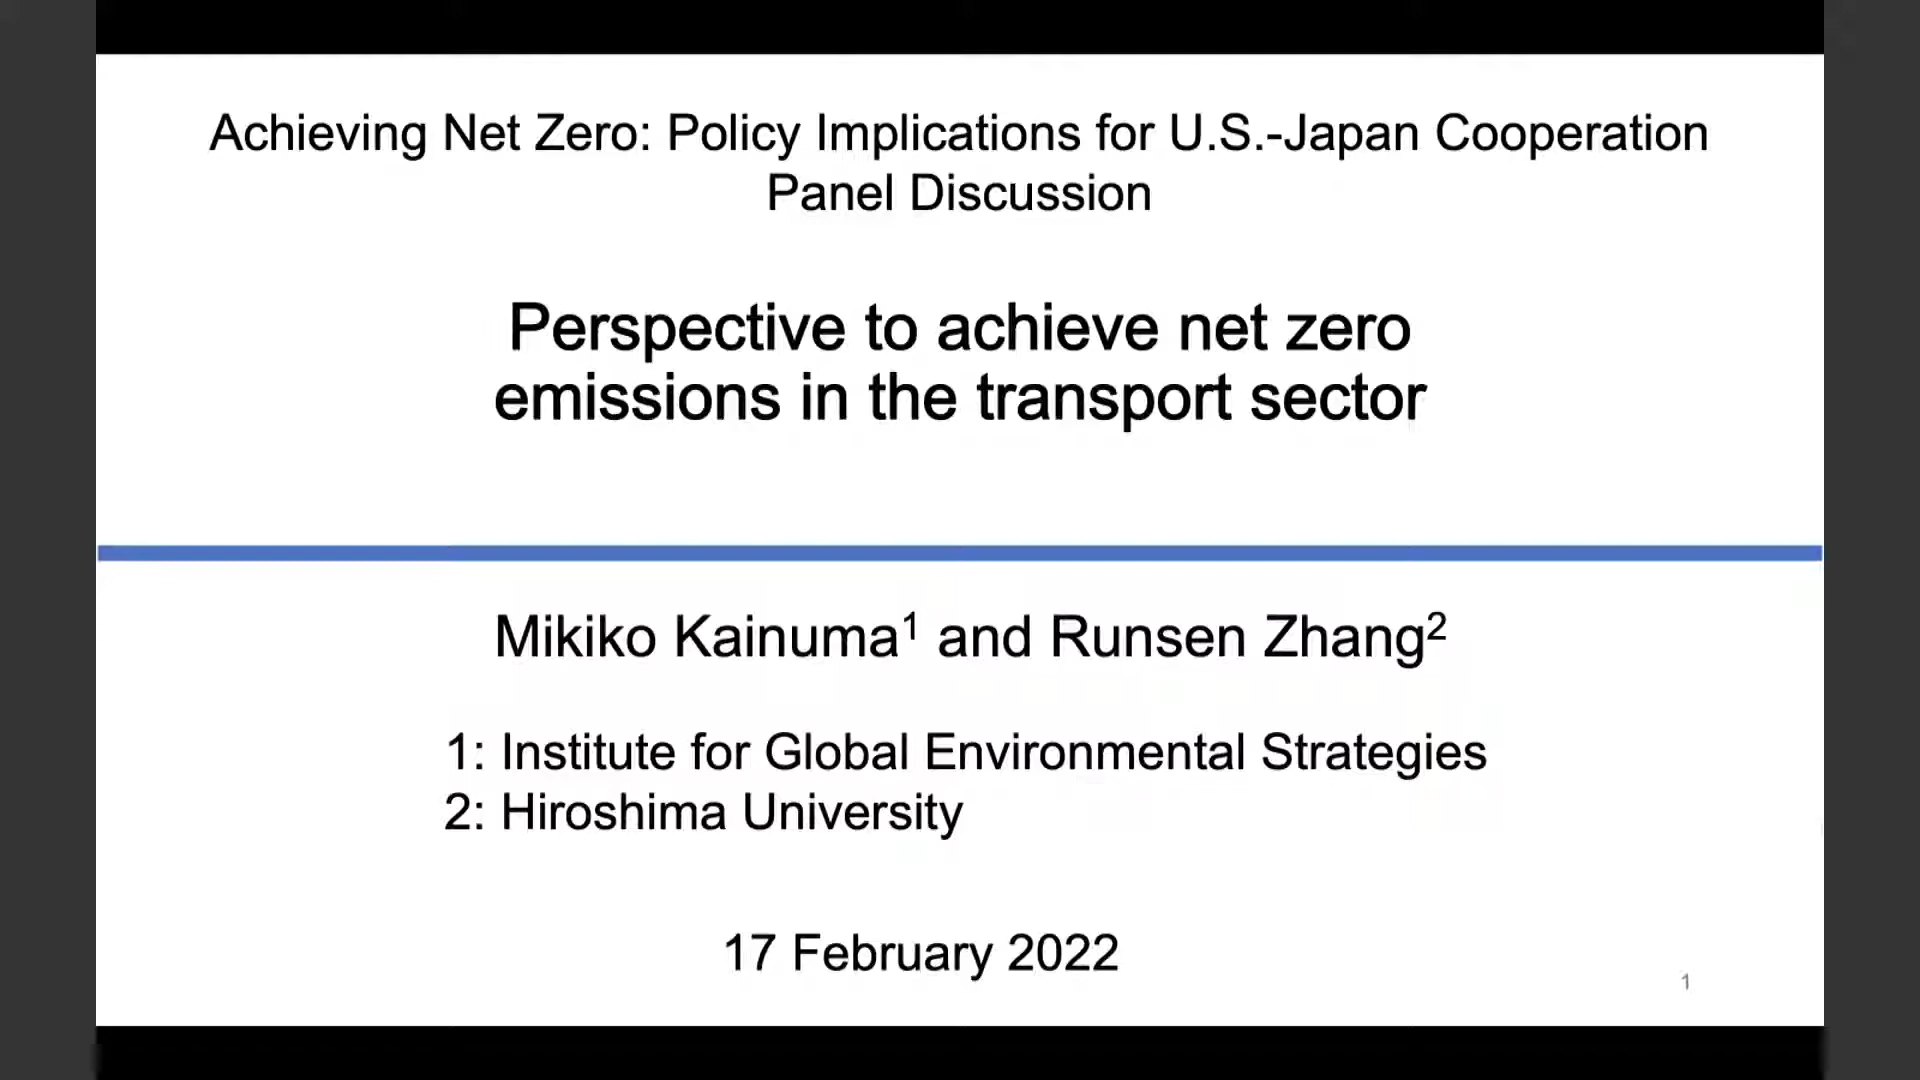 Achieving Net Zero: Policy Implications for U.S.-Japan Cooperation
Panel Discussion
Perspective to achieve net zero
emissions in the transport sector
Mikiko Kainuma¹ and Runsen Zhang²
1: Institute for Global Environmental Strategies
2: Hiroshima University
17 February 2022
1